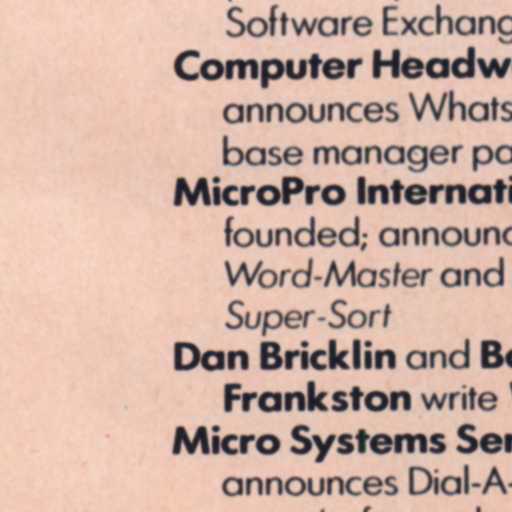 Software Exchang
Computer Headw
announces Whats
base manager pa
MicroPro Internati
founded; announc
Word-Master and
Super-Sort
Dan Bricklin and Bo
Frankston write
Micro Systems Ser
announces Dial-A-